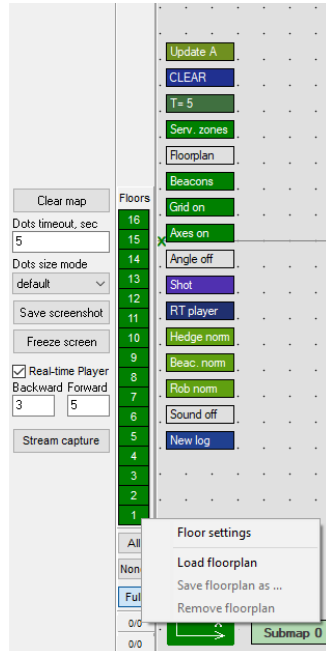 Clear map
Dots timeout, sec
5
Dots size mode
default
Save screenshot
Freeze screen
Real-time Player
Backward Forward
3 5
Stream capture
Floors
16
15
14
13
12
11
10
9
8
7
6
5
4
3
2
1
All
Ful
0/0
0/0
Update A
CLEAR
T= 5
Serv. zones
Floorplan
Beacons
Grid on
X
Axes on
Angle off
Shot
RT player
Hedge norm
Beac. norm
Rob norm
Sound off
New log
Floor settings
Load floorplan
Save floorplan as ...
Remove floorplan
Submap 0